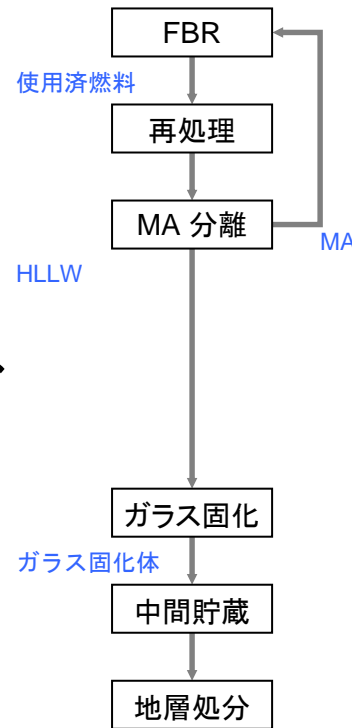 FBR
使用済燃料
再処理
MA 分離
MA
HLLW
ガラス固化
ガラス固化体
中間貯蔵
地層処分